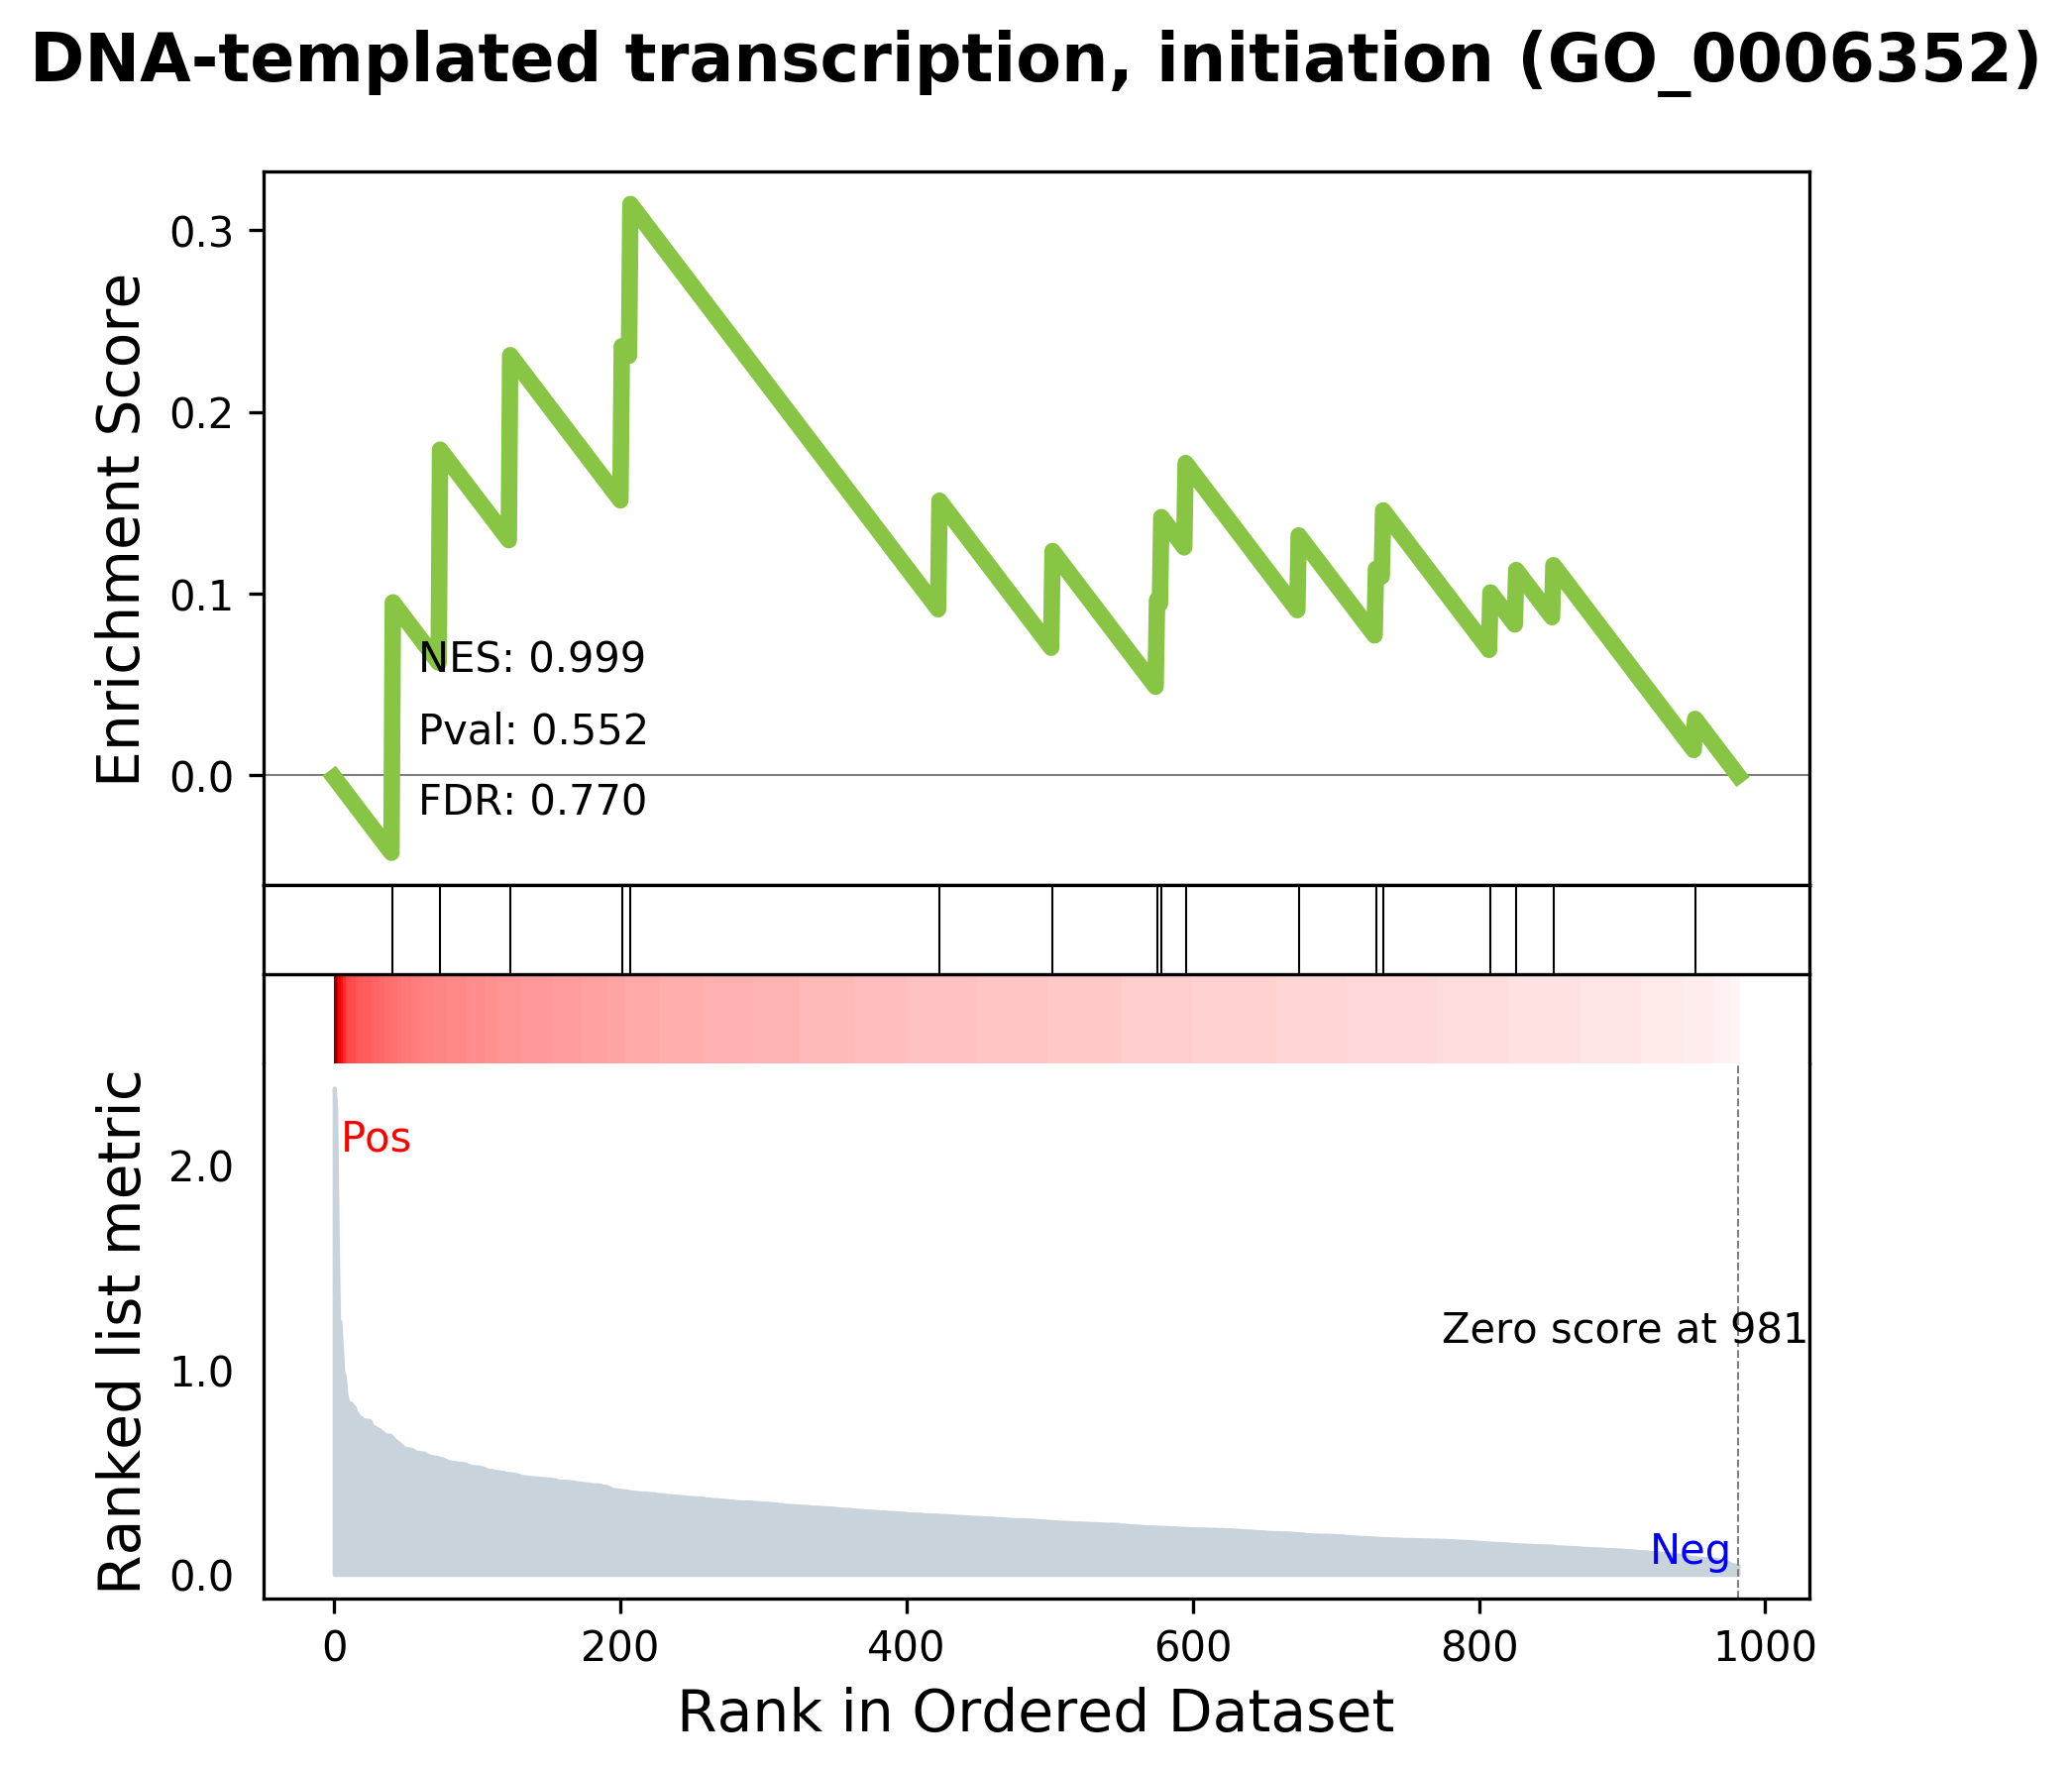 DNA-templated transcription, initiation (GO_0006352)
Enrichment Score
0.3
0.2
0.1
0.0
NES: 0.999
Pval: 0.552
FDR: 0.770
Ranked list metric
2.0
1.0
0.0
Pos
Zero score at 981
Neg
0 200 400 600 800 1000
Rank in Ordered Dataset